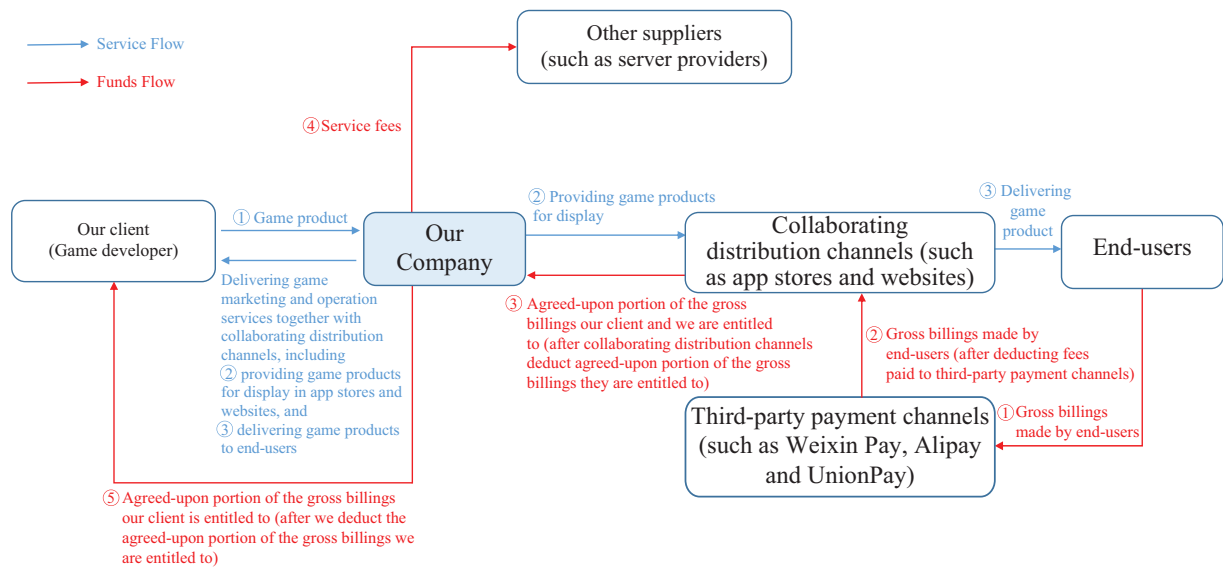 Service Flow
Funds Flow
Other suppliers
(such as server providers)
④ Service fees
Our client
(Game developer)
① Game product
Delivering game
marketing and operation
services together with
collaborating distribution
channels, including
② providing game products
for display in app stores and
websites, and
③ delivering game products
to end-users
Our
Company
② Providing game products
for display
Collaborating
distribution channels (such
as app stores and websites)
③ Delivering
game
product
End-users
③ Agreed-upon portion of the gross
billings our client and we are entitled
to (after collaborating distribution channels
deduct agreed-upon portion of the gross
billings they are entitled to)
② Gross billings made by
end-users (after deducting fees
paid to third-party payment channels)
Third-party payment channels
(such as Weixin Pay, Alipay
and UnionPay)
① Gross billings
made by end-users
⑤ Agreed-upon portion of the gross billings
our client is entitled to (after we deduct the
agreed-upon portion of the gross billings we
are entitled to)